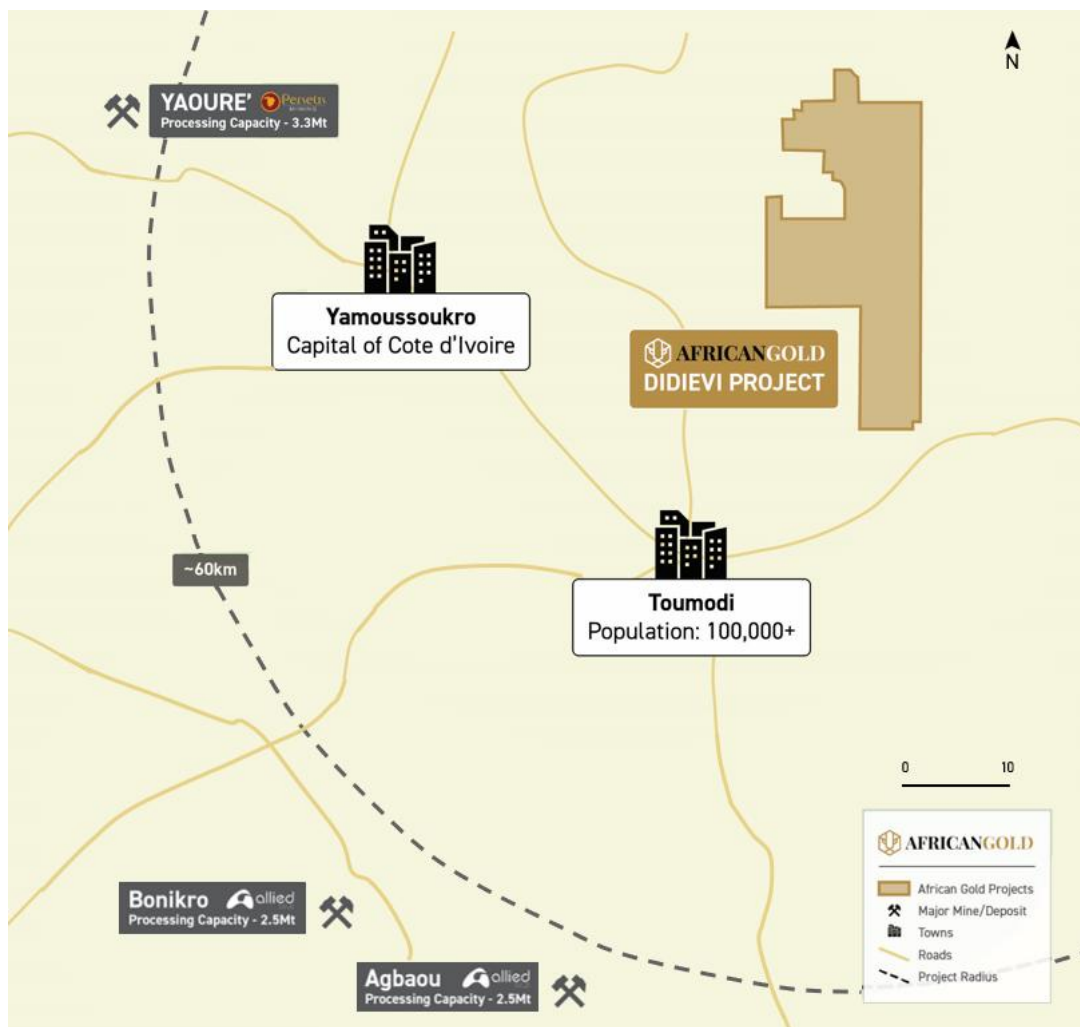 N
YAOURE’ Perseus
Processing Capacity - 3.3Mt
Yamoussoukro
Capital of Cote d’Ivoire
AFRICANGOLD
DIDIEVI PROJECT
~60km
Toumodi
Population: 100,000+
0 10
Bonikro allied
Processing Capacity - 2.5Mt
Agbaou allied
Processing Capacity - 2.5Mt
AFRICANGOLD
African Gold Projects
Major Mine/Deposit
Towns
Roads
Project Radius